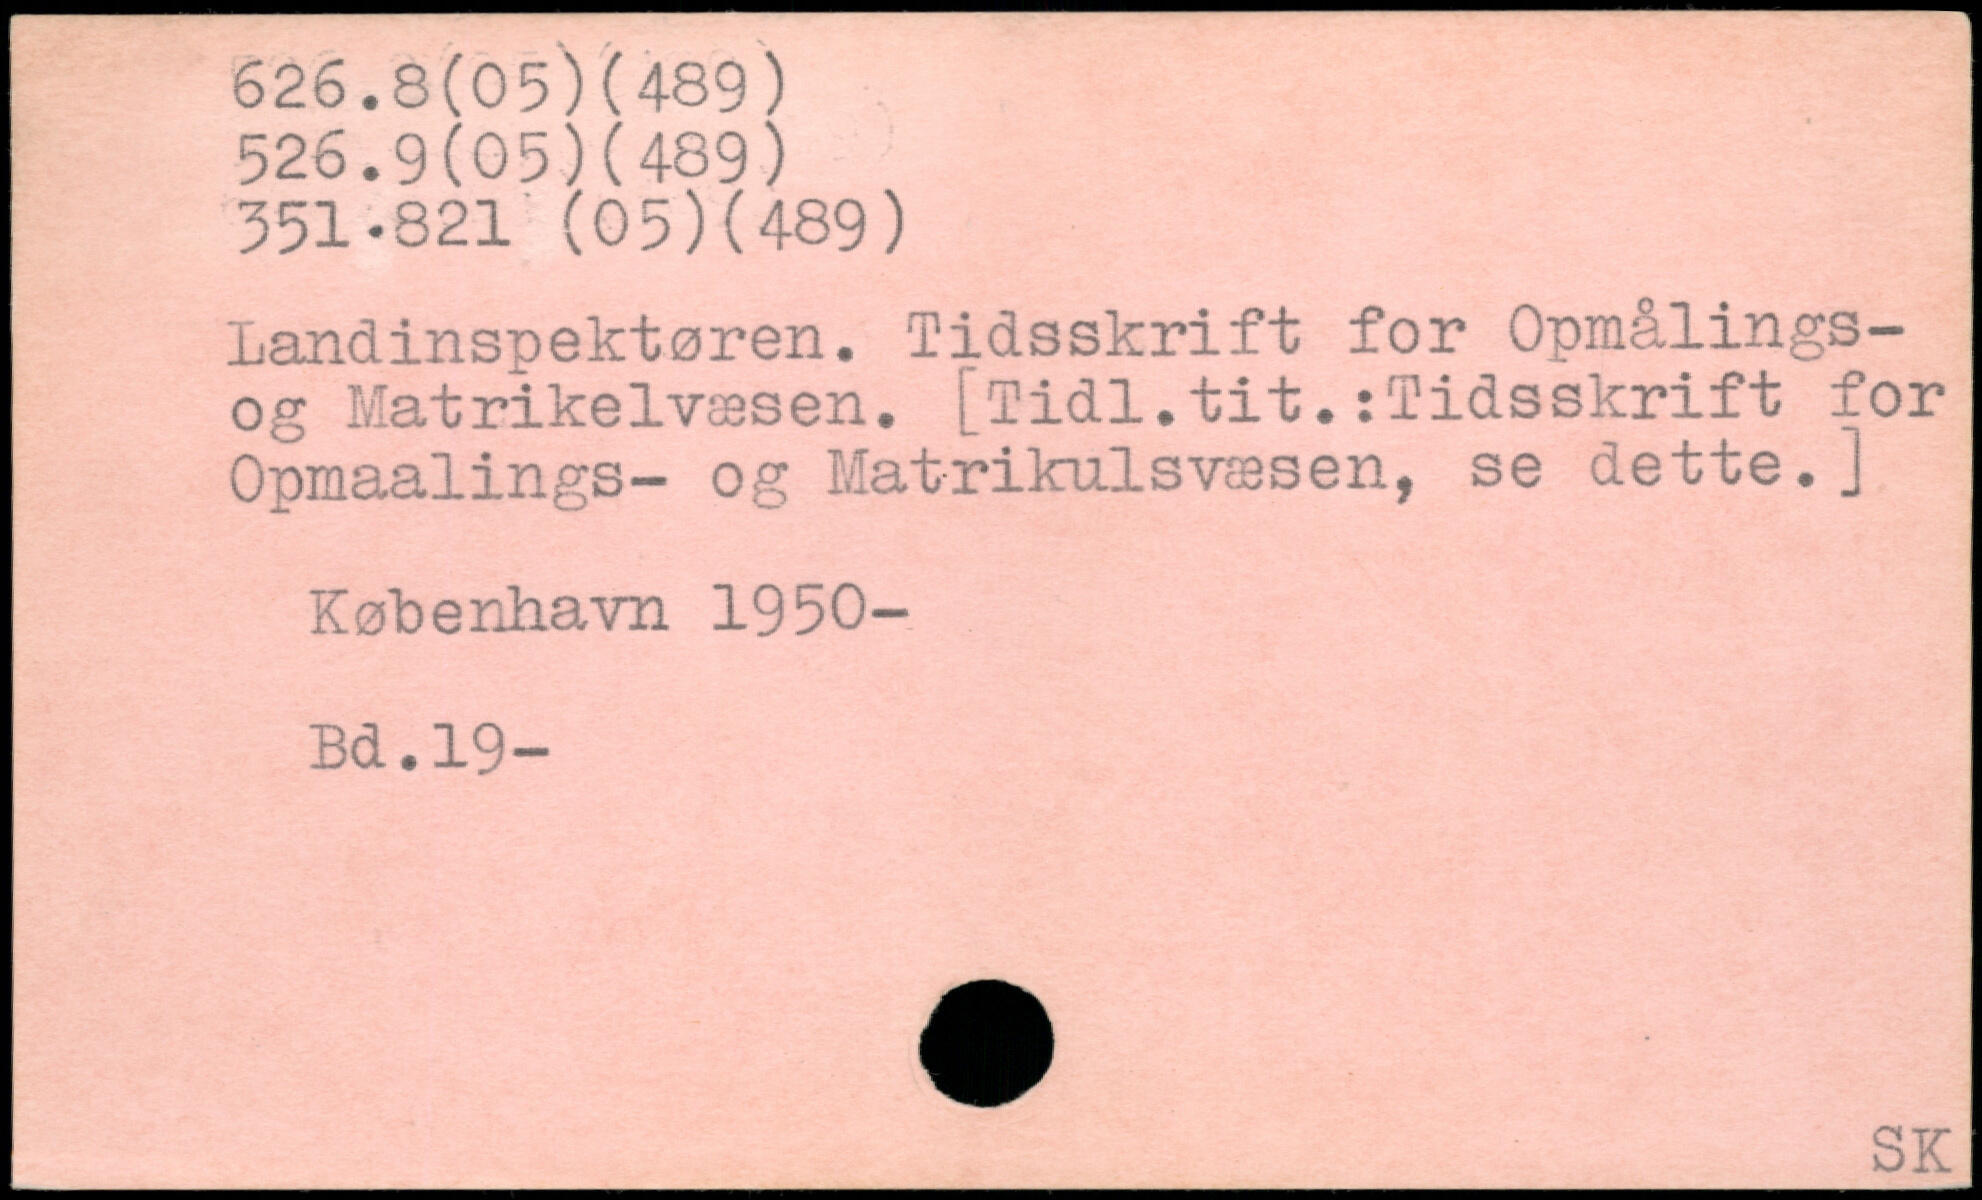 626.8(05)(489)
526.9(05)(489)
351.821 (05)(489)
Landinspektøren. Tidsskrift for Opmålings-
og Matrikelvæsen. [Tidl.tit.:Tidsskrift for
Opmaalings- og Matrikulsvæsen, se dette.]
København 1950-
Bd.19-
SK